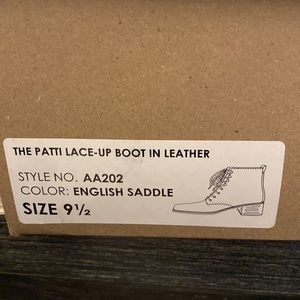 THE PATTI LACE-UP BOOT IN LEATHER
STYLE NO. AA202
COLOR: ENGLISH SADDLE
SIZE 9½